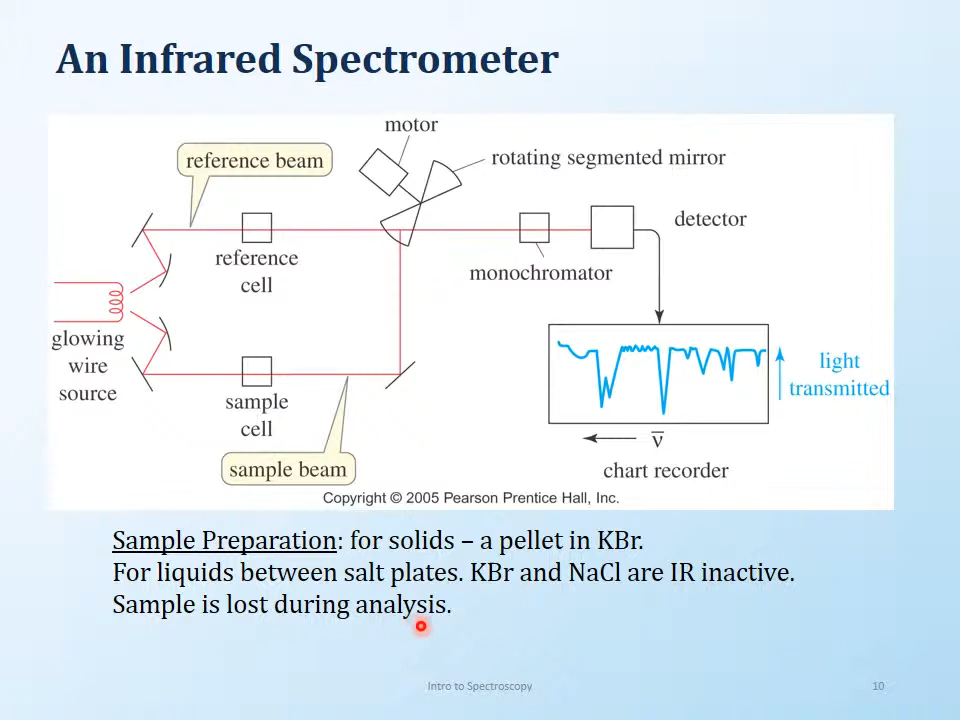 An Infrared Spectrometer
motor
reference beam
rotating segmented mirror
detector
reference
cell
monochromator
glowing
wire
source
light
transmitted
sample
cell
ν̅
sample beam
chart recorder
Copyright © 2005 Pearson Prentice Hall, Inc.
Sample Preparation: for solids – a pellet in KBr.
For liquids between salt plates. KBr and NaCl are IR inactive.
Sample is lost during analysis.
Intro to Spectroscopy
10